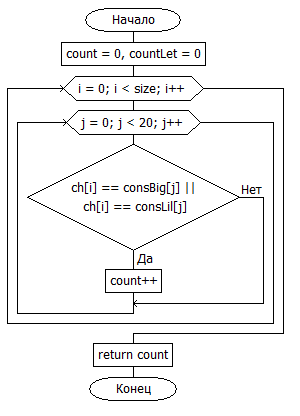 Начало
count = 0, countLet = 0
i = 0; i < size; i++
j = 0; j < 20; j++
ch[i] == consBig[j] ||
ch[i] == consLil[j]
Нет
Да
count++
return count
Конец